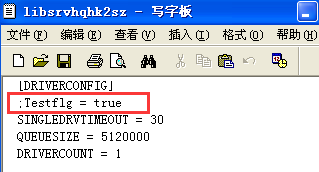 libsrvhqhk2sz - 写字板
文件(F) 编辑(E) 查看(V) 插入(I) 格式(O) 帮助(H)
[DRIVERCONFIG]
;Testflg = true
SINGLEDRVTIMEOUT = 30
QUEUESIZE = 5120000
DRIVERCOUNT = 1